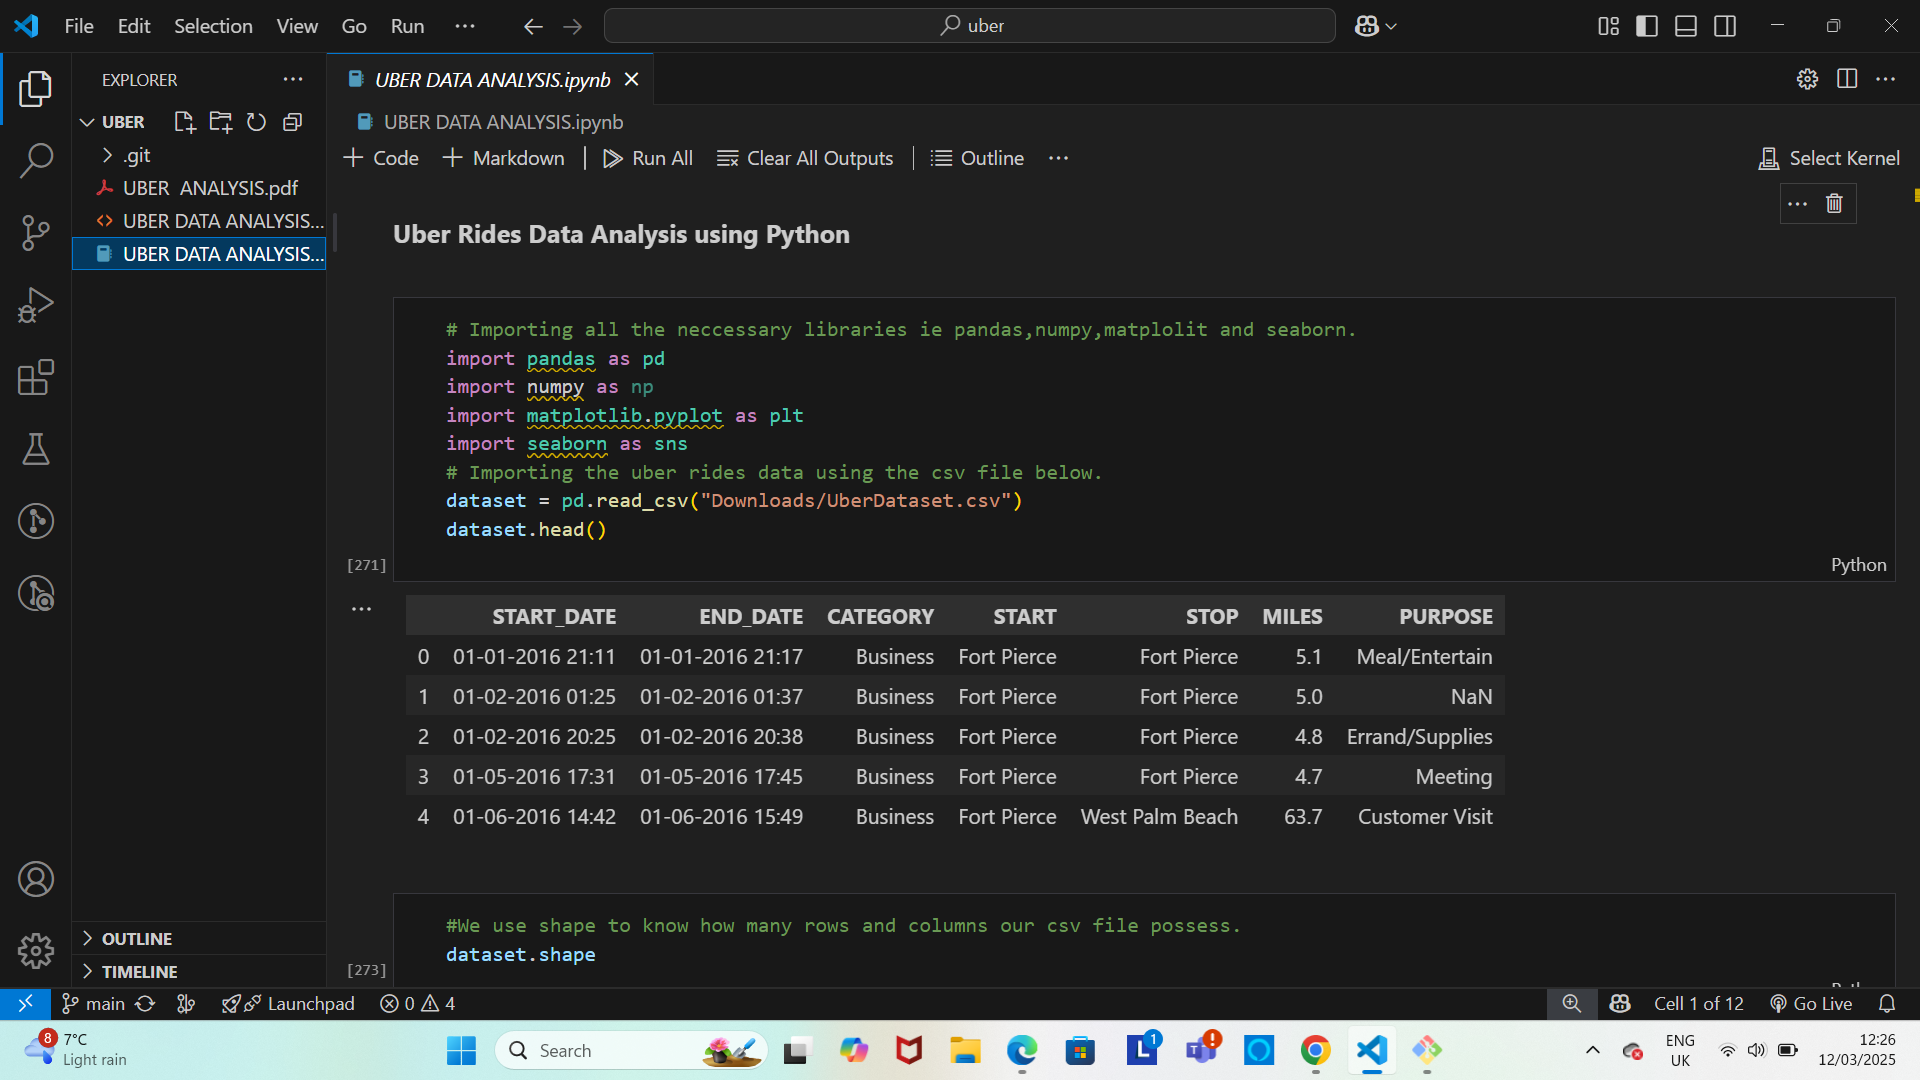 File Edit Selection View Go Run ··· uber
EXPLORER ···
UBER DATA ANALYSIS.ipynb
UBER
UBER DATA ANALYSIS.ipynb
.git
UBER  ANALYSIS.pdf
UBER DATA ANALYSIS...
UBER DATA ANALYSIS...
+ Code + Markdown Run All Clear All Outputs Outline ··· Select Kernel
Uber Rides Data Analysis using Python
# Importing all the neccessary libraries ie pandas,numpy,matplolit and seaborn.
import pandas as pd
import numpy as np
import matplotlib.pyplot as plt
import seaborn as sns
# Importing the uber rides data using the csv file below.
dataset = pd.read_csv("Downloads/UberDataset.csv")
dataset.head()
[271]
Python
START_DATE END_DATE CATEGORY START STOP MILES PURPOSE
0 01-01-2016 21:11 01-01-2016 21:17 Business Fort Pierce Fort Pierce 5.1 Meal/Entertain
1 01-02-2016 01:25 01-02-2016 01:37 Business Fort Pierce Fort Pierce 5.0 NaN
2 01-02-2016 20:25 01-02-2016 20:38 Business Fort Pierce Fort Pierce 4.8 Errand/Supplies
3 01-05-2016 17:31 01-05-2016 17:45 Business Fort Pierce Fort Pierce 4.7 Meeting
4 01-06-2016 14:42 01-06-2016 15:49 Business Fort Pierce West Palm Beach 63.7 Customer Visit
#We use shape to know how many rows and columns our csv file possess.
dataset.shape
[273]
OUTLINE
TIMELINE
main Launchpad 0 4 Cell 1 of 12 Go Live
8 7°C
Light rain
Search
1
ENG
UK
12:26
12/03/2025